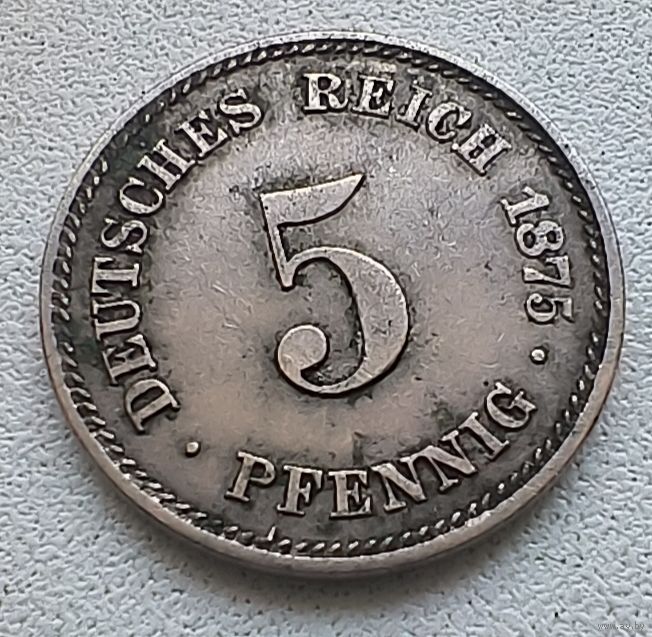 DEUTSCHES REICH 1875 ·
5
· PFENNIG